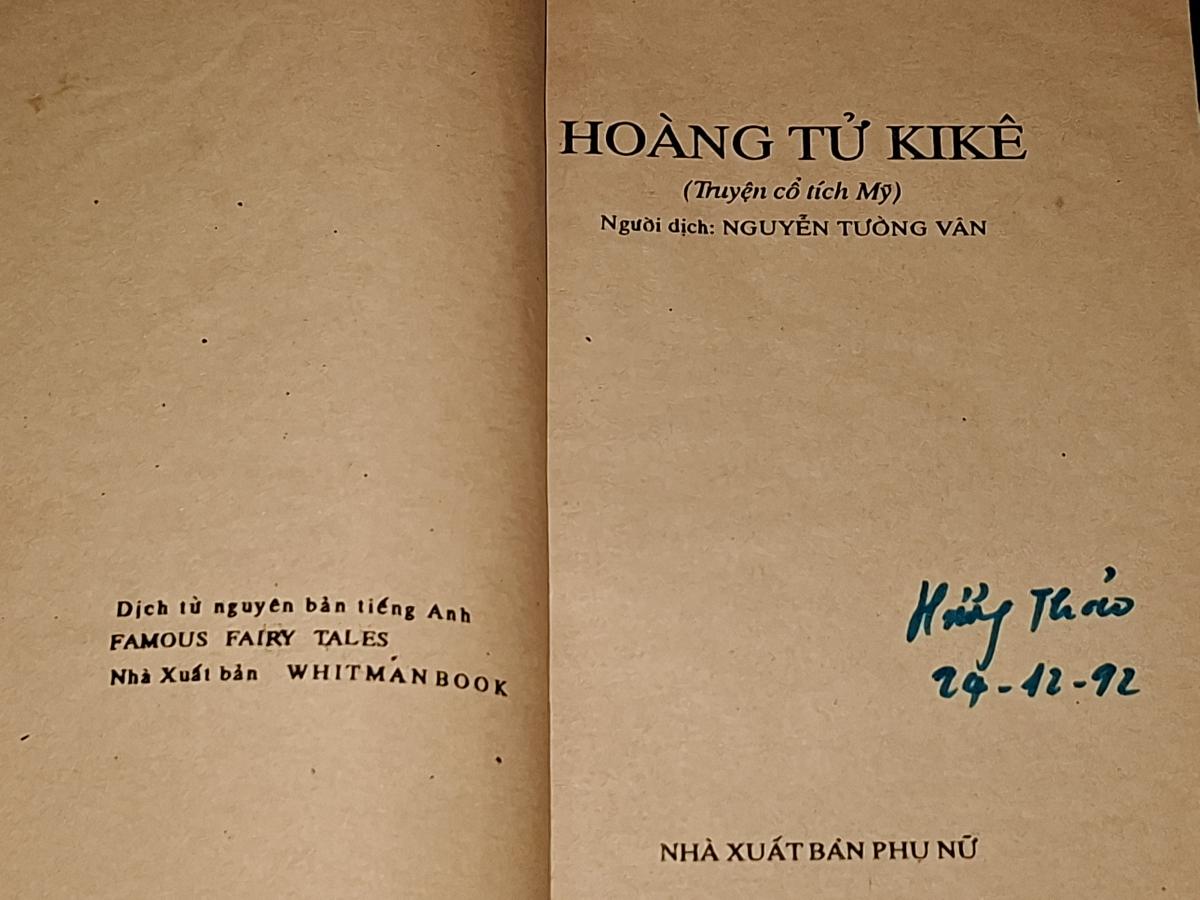 Dịch từ nguyên bản tiếng Anh
FAMOUS FAIRY TALES
Nhà Xuất bản WHITMAN BOOK
HOÀNG TỬ KIKÊ
(Truyện cổ tích Mỹ)
Người dịch: NGUYỄN TƯỜNG VÂN
Thảo
24-12-92
NHÀ XUẤT BẢN PHỤ NỮ